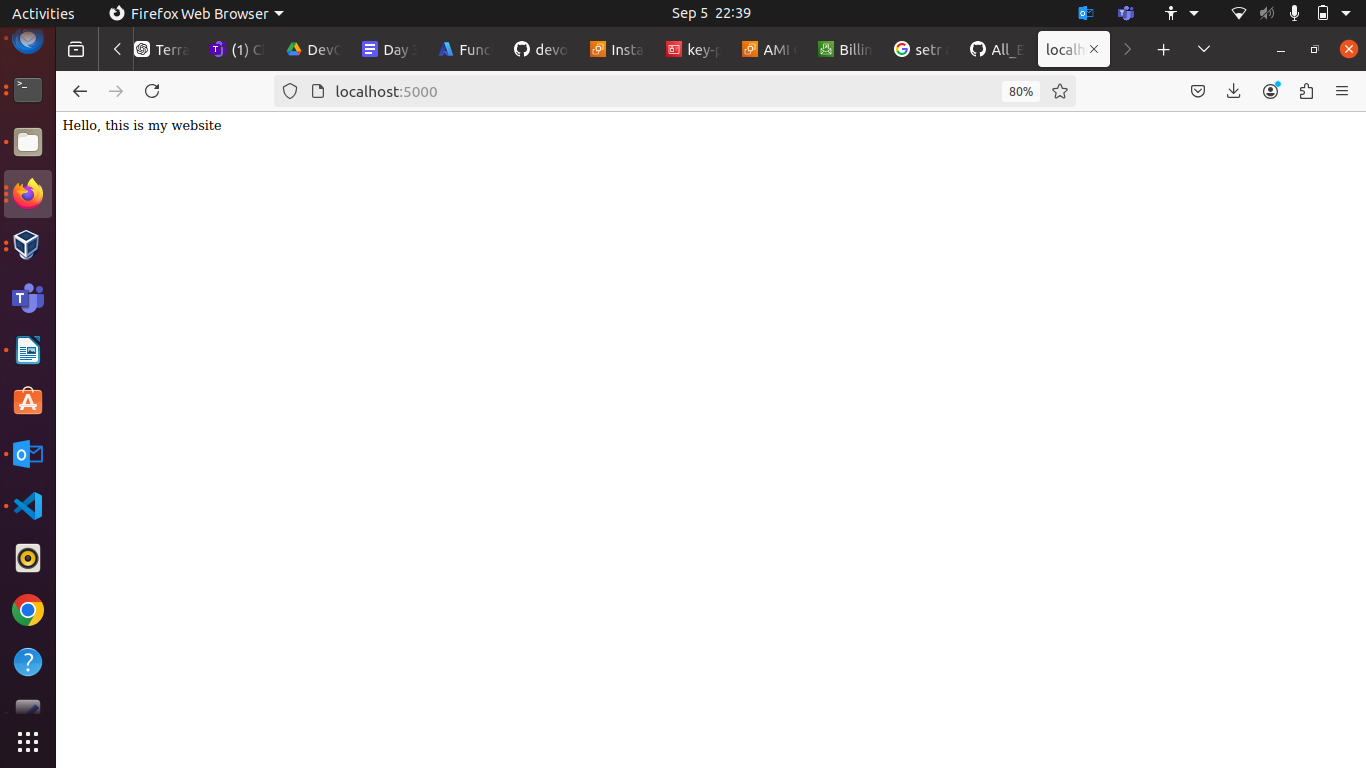 Activities
Firefox Web Browser
Sep 5 22:39
Terra
(1) C
DevO
Day
Func
devo
Insta
key-p
AMI
Billin
setr
All_E
localh
localhost:5000
80%
Hello, this is my website